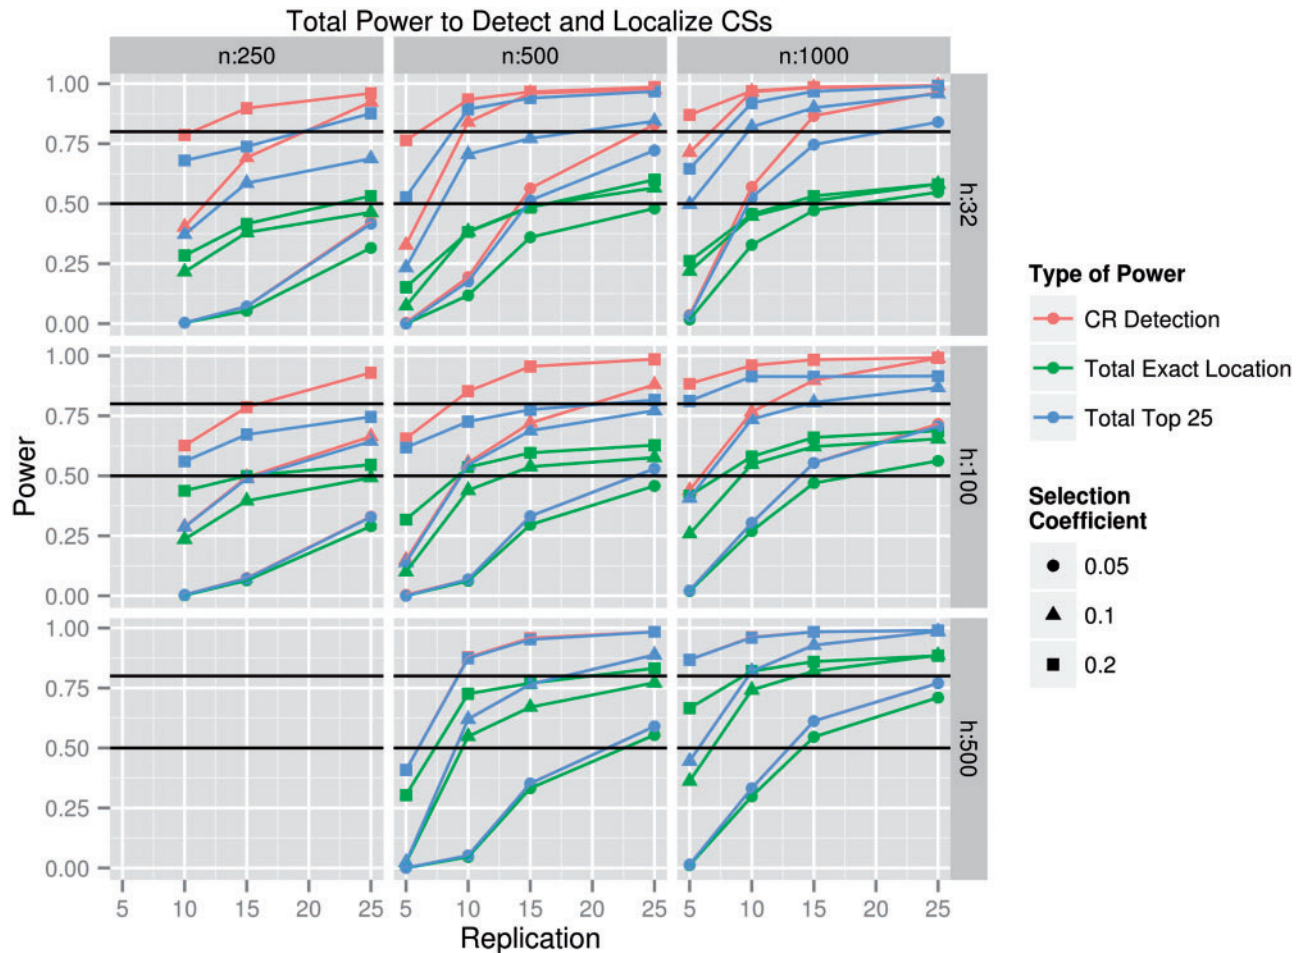 Total Power to Detect and Localize CSs
n:250
n:500
n:1000
1.00
0.75
0.50
0.25
0.00
h:32
1.00
0.75
0.50
0.25
0.00
h:100
1.00
0.75
0.50
0.25
0.00
h:500
Power
5 10 15 20 25
5 10 15 20 25
5 10 15 20 25
Replication
Type of Power
CR Detection
Total Exact Location
Total Top 25
Selection
Coefficient
0.05
0.1
0.2